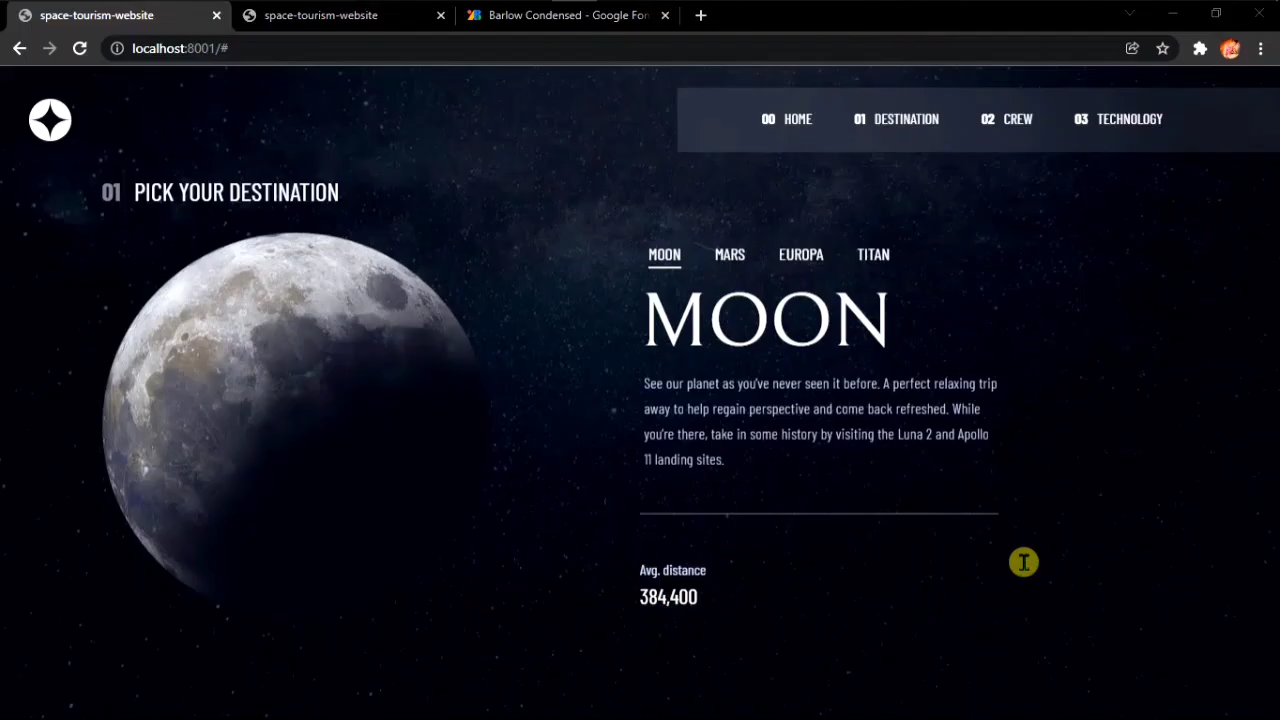 space-tourism-website
space-tourism-website
Barlow Condensed - Google Fon
localhost:8001/#
00 HOME
01 DESTINATION
02 CREW
03 TECHNOLOGY
01 PICK YOUR DESTINATION
MOON
MARS
EUROPA
TITAN
MOON
See our planet as you've never seen it before. A perfect relaxing trip
away to help regain perspective and come back refreshed. While
you're there, take in some history by visiting the Luna 2 and Apollo
11 landing sites.
Avg. distance
384,400